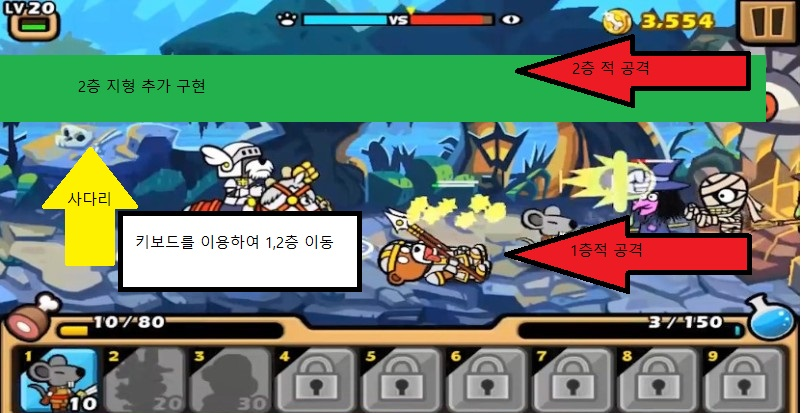 LV.20
VS
3,554
2층 지형 추가 구현
2층 적 공격
사다리
키보드를 이용하여 1,2층 이동
1층적 공격
10/80
3/150
1 2 3 4 5 6 7 8 9
10 20 30